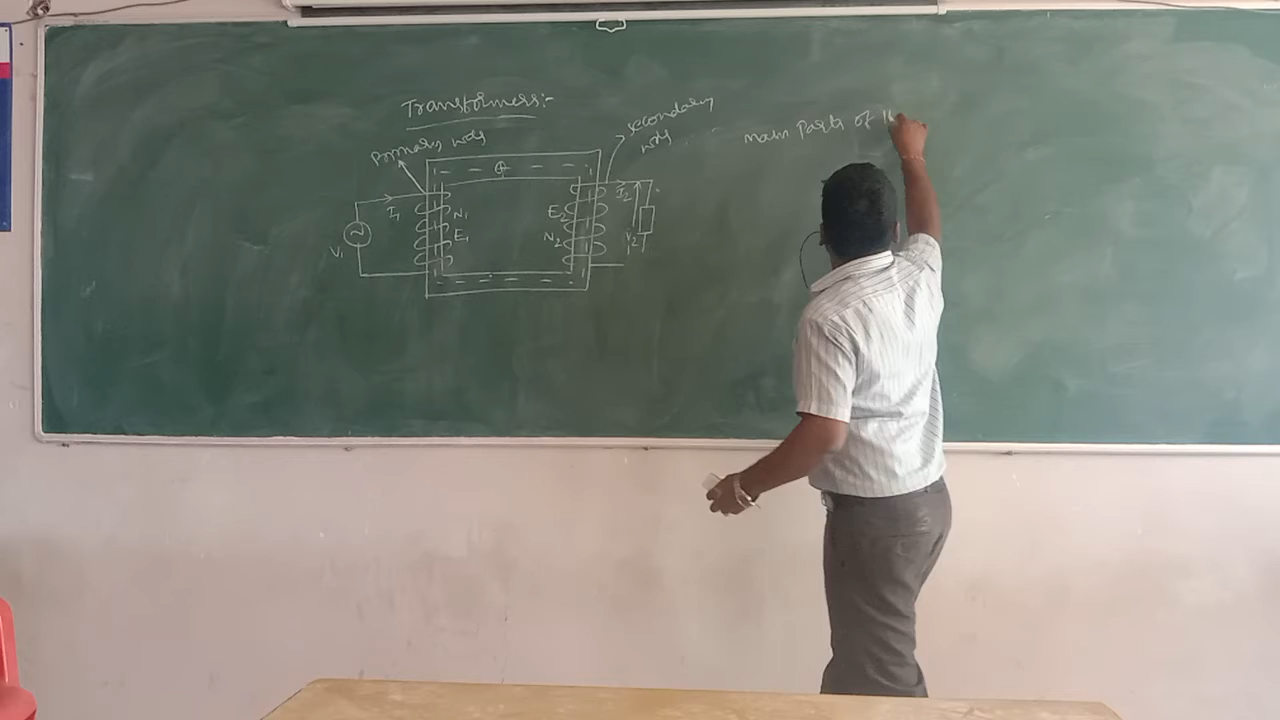 Transformers:-
Primary wdg
secondary
wdg
Main Parts of
I1
N1
E1
V1
E2
N2
I2
V2